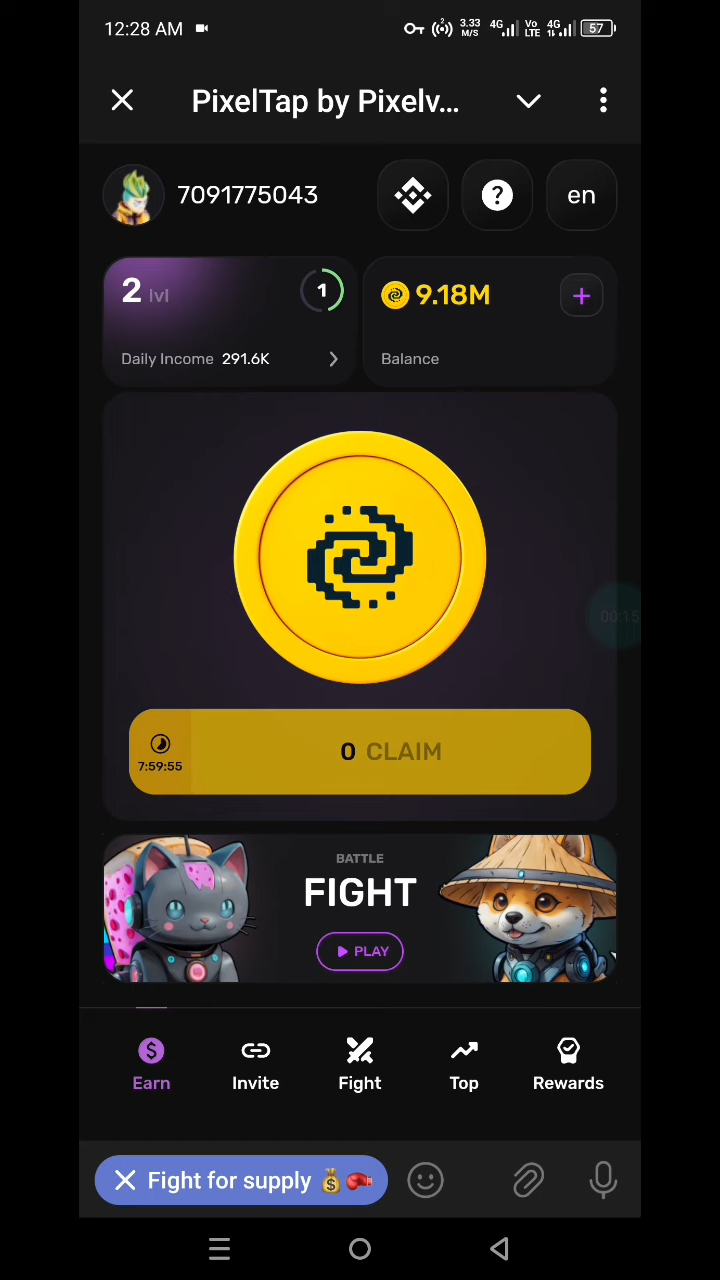 12:28 AM
3.33 M/S 4G Vo LTE 4G 57
PixelTap by Pixelv...
7091775043
en
2 lvl
1
9.18M
Daily Income 291.6K
Balance
00:15
7:59:55
0 CLAIM
BATTLE
FIGHT
PLAY
Earn
Invite
Fight
Top
Rewards
Fight for supply 💰🥊